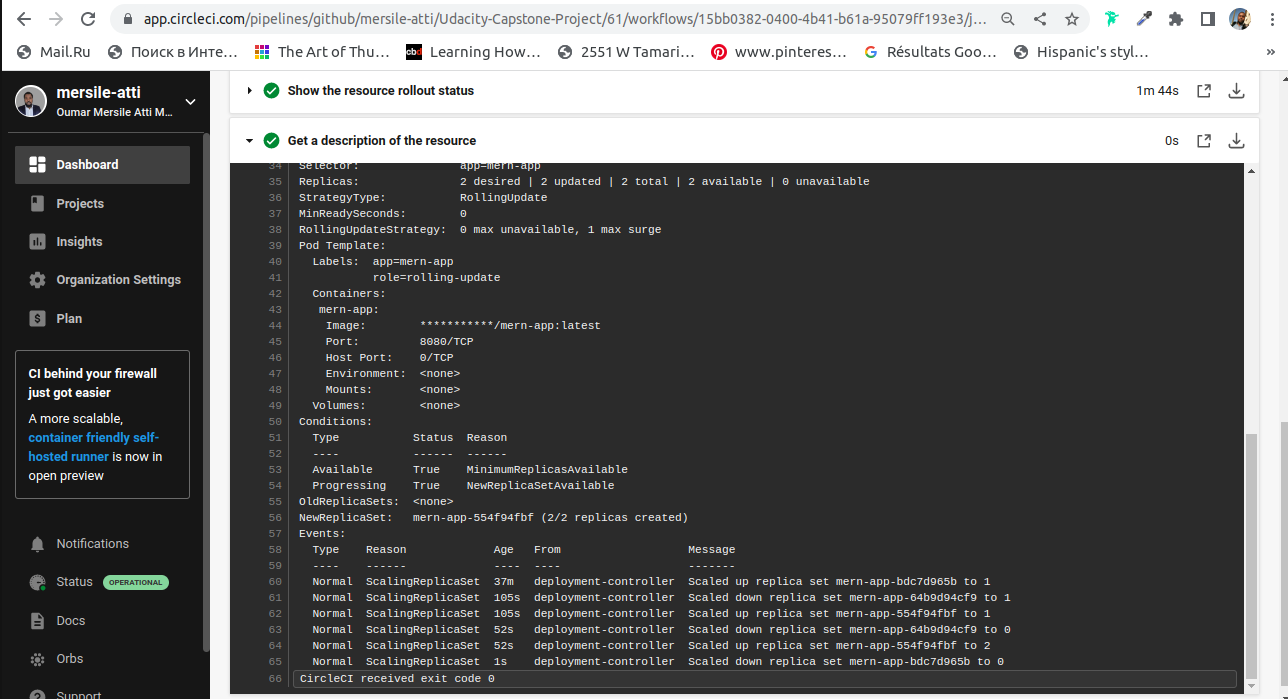 app.circleci.com/pipelines/github/mersile-atti/Udacity-Capstone-Project/61/workflows/15bb0382-0400-4b41-b61a-95079ff193e3/j...
Mail.Ru
Поиск в Инте...
The Art of Thu...
cbd
Learning How...
2551 W Tamari...
www.pinteres...
G
Résultats Goo...
Hispanic's styl...
»
mersile-atti
Oumar Mersile Atti M...
Dashboard
Projects
Insights
Organization Settings
Plan
CI behind your firewall
just got easier
A more scalable,
container friendly self-
hosted runner is now in
open preview
Notifications
Status OPERATIONAL
Docs
Orbs
Support
Show the resource rollout status 1m 44s
Get a description of the resource 0s
34 Selector: app=mern-app
35 Replicas: 2 desired | 2 updated | 2 total | 2 available | 0 unavailable
36 StrategyType: RollingUpdate
37 MinReadySeconds: 0
38 RollingUpdateStrategy: 0 max unavailable, 1 max surge
39 Pod Template:
40 Labels: app=mern-app
41 role=rolling-update
42 Containers:
43 mern-app:
44 Image: ***********/mern-app:latest
45 Port: 8080/TCP
46 Host Port: 0/TCP
47 Environment: <none>
48 Mounts: <none>
49 Volumes: <none>
50 Conditions:
51 Type Status Reason
52 ---- ------ ------
53 Available True MinimumReplicasAvailable
54 Progressing True NewReplicaSetAvailable
55 OldReplicaSets: <none>
56 NewReplicaSet: mern-app-554f94fbf (2/2 replicas created)
57 Events:
58 Type Reason Age From Message
59 ---- ------ ---- ---- -------
60 Normal ScalingReplicaSet 37m deployment-controller Scaled up replica set mern-app-bdc7d965b to 1
61 Normal ScalingReplicaSet 105s deployment-controller Scaled down replica set mern-app-64b9d94cf9 to 1
62 Normal ScalingReplicaSet 105s deployment-controller Scaled up replica set mern-app-554f94fbf to 1
63 Normal ScalingReplicaSet 52s deployment-controller Scaled down replica set mern-app-64b9d94cf9 to 0
64 Normal ScalingReplicaSet 52s deployment-controller Scaled up replica set mern-app-554f94fbf to 2
65 Normal ScalingReplicaSet 1s deployment-controller Scaled down replica set mern-app-bdc7d965b to 0
66 CircleCI received exit code 0